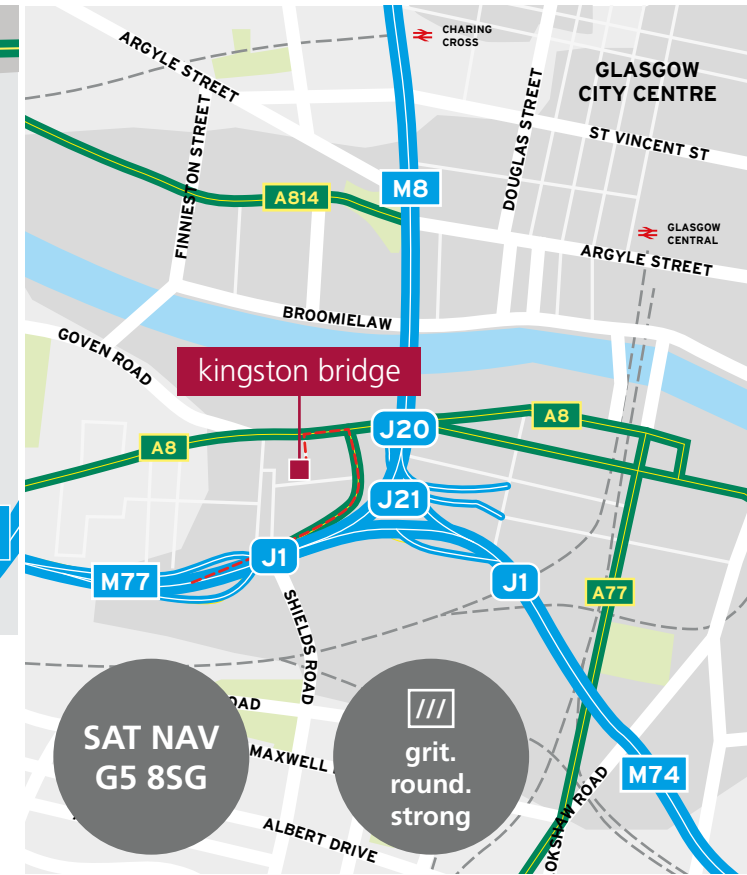 CHARING
CROSS
ARGYLE STREET
GLASGOW
CITY CENTRE
DOUGLAS STREET
FINNIESTON STREET
ST VINCENT ST
M8
A814
GLASGOW
CENTRAL
ARGYLE STREET
BROOMIELAW
GOVEN ROAD
kingston bridge
A8
J20
A8
J21
J1
M77
J1
A77
SHIELDS ROAD
OAD
SAT NAV
G5 8SG
///
grit.
round.
strong
MAXWELL
M74
OKSHAW ROAD
ALBERT DRIVE